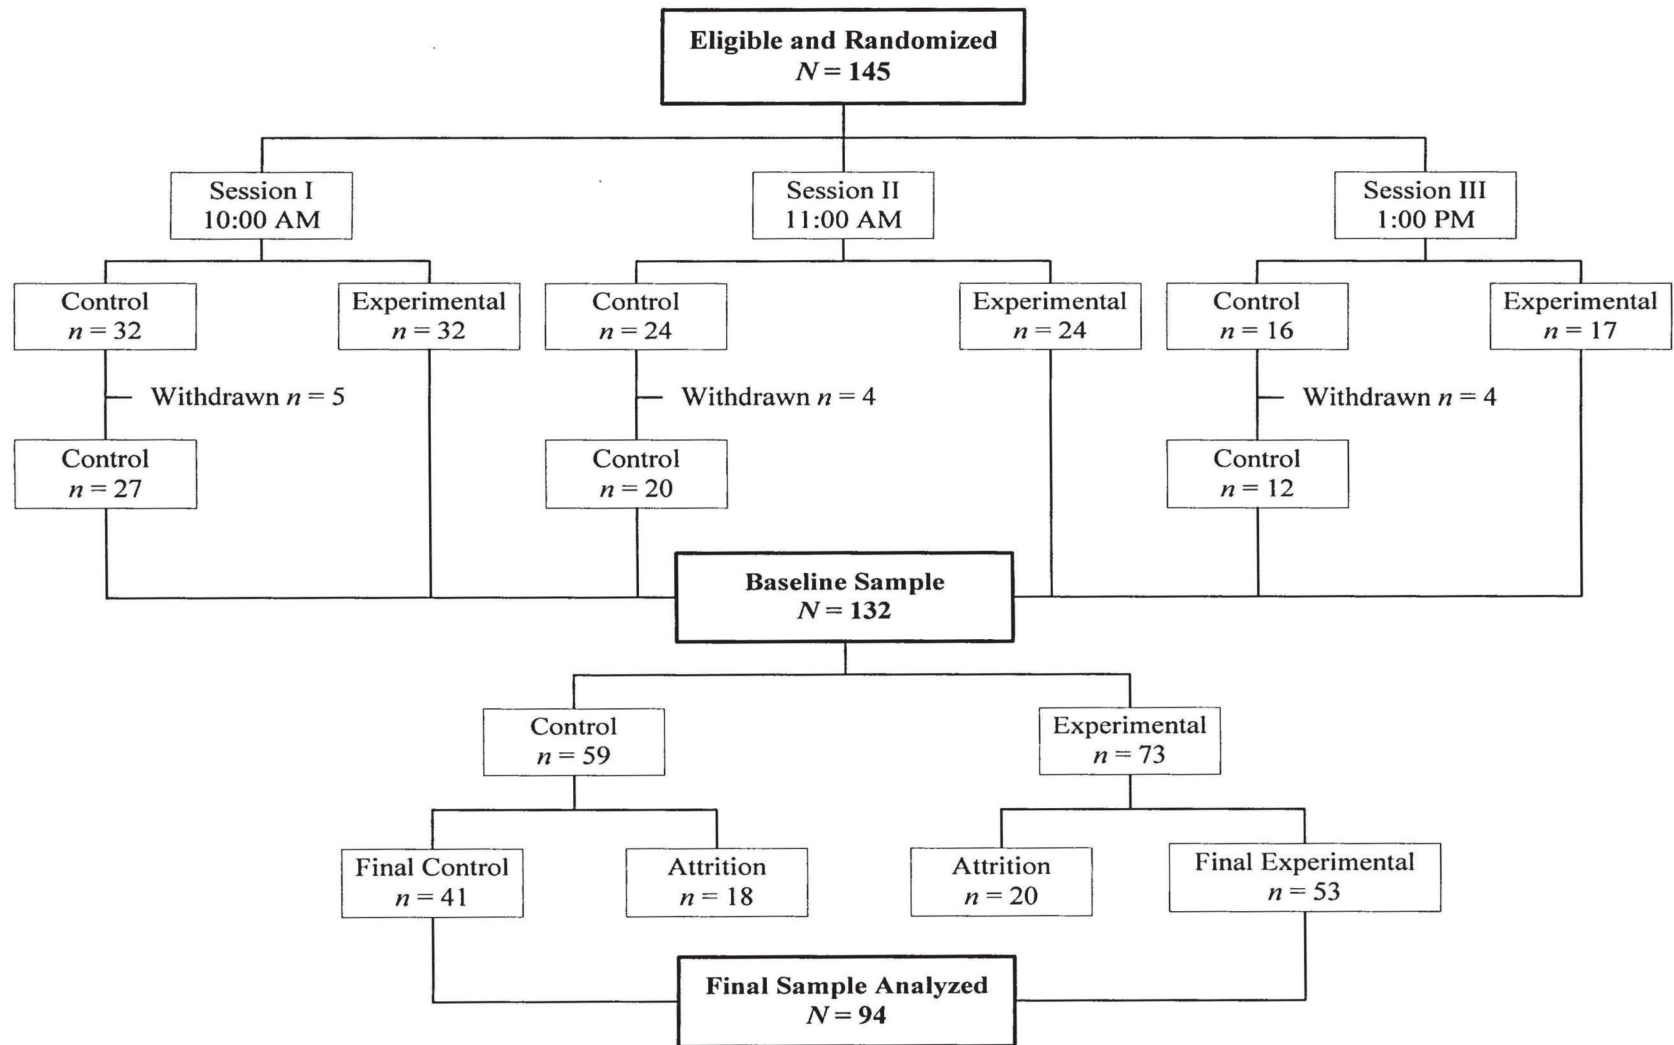 Eligible and Randomized
N = 145
Session I
10:00 AM
Session II
11:00 AM
Session III
1:00 PM
Control
n = 32
Experimental
n = 32
Control
n = 24
Experimental
n = 24
Control
n = 16
Experimental
n = 17
Withdrawn n = 5
Withdrawn n = 4
Withdrawn n = 4
Control
n = 27
Control
n = 20
Control
n = 12
Baseline Sample
N = 132
Control
n = 59
Experimental
n = 73
Final Control
n = 41
Attrition
n = 18
Attrition
n = 20
Final Experimental
n = 53
Final Sample Analyzed
N = 94